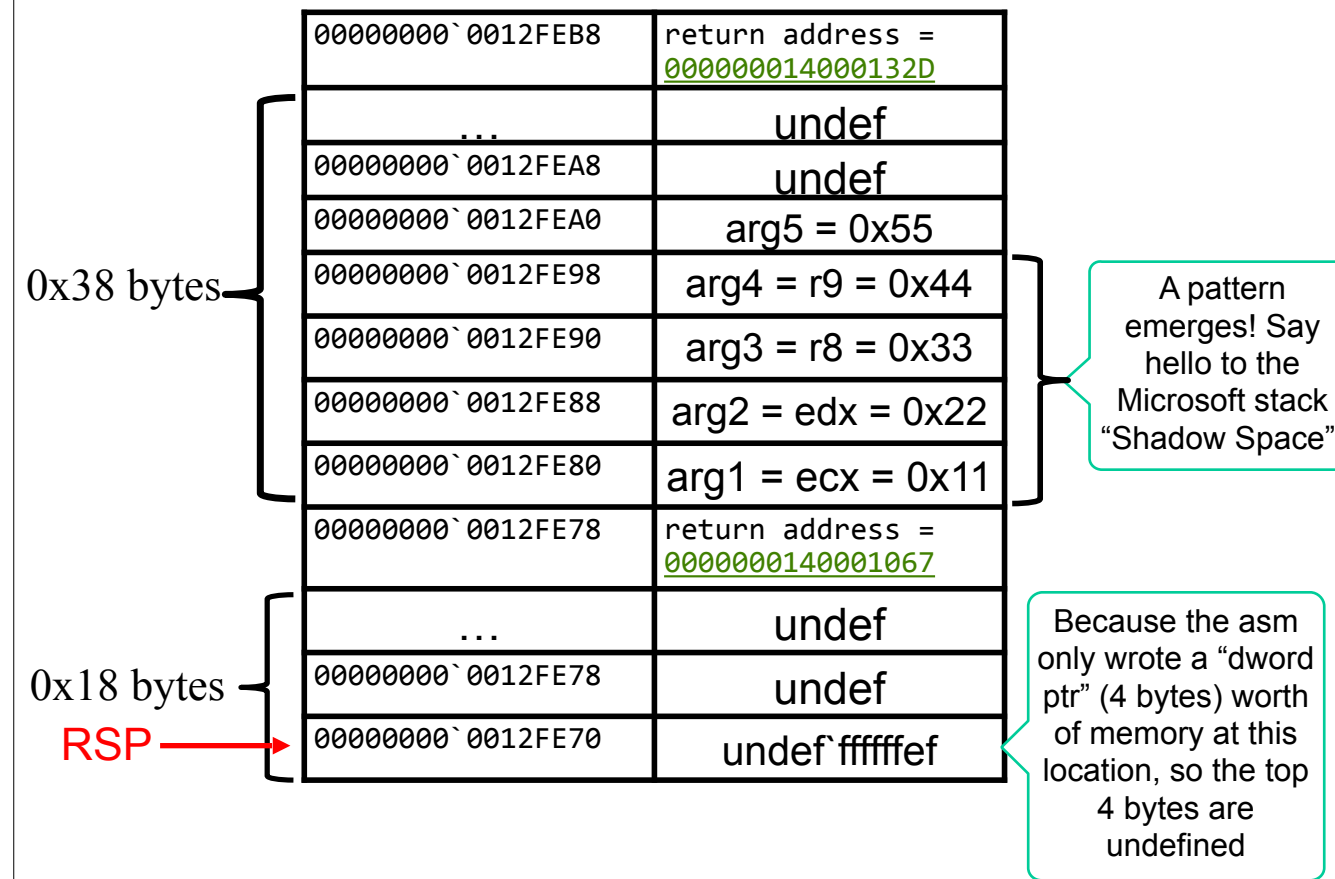 00000000`0012FEB8
return address =
000000014000132D
…
undef
00000000`0012FEA8
undef
00000000`0012FEA0
arg5 = 0x55
0x38 bytes
00000000`0012FE98
arg4 = r9 = 0x44
00000000`0012FE90
arg3 = r8 = 0x33
00000000`0012FE88
arg2 = edx = 0x22
00000000`0012FE80
arg1 = ecx = 0x11
A pattern
emerges! Say
hello to the
Microsoft stack
“Shadow Space”
00000000`0012FE78
return address =
0000000140001067
…
undef
0x18 bytes
00000000`0012FE78
undef
RSP
00000000`0012FE70
undef`ffffffef
Because the asm
only wrote a “dword
ptr” (4 bytes) worth
of memory at this
location, so the top
4 bytes are
undefined